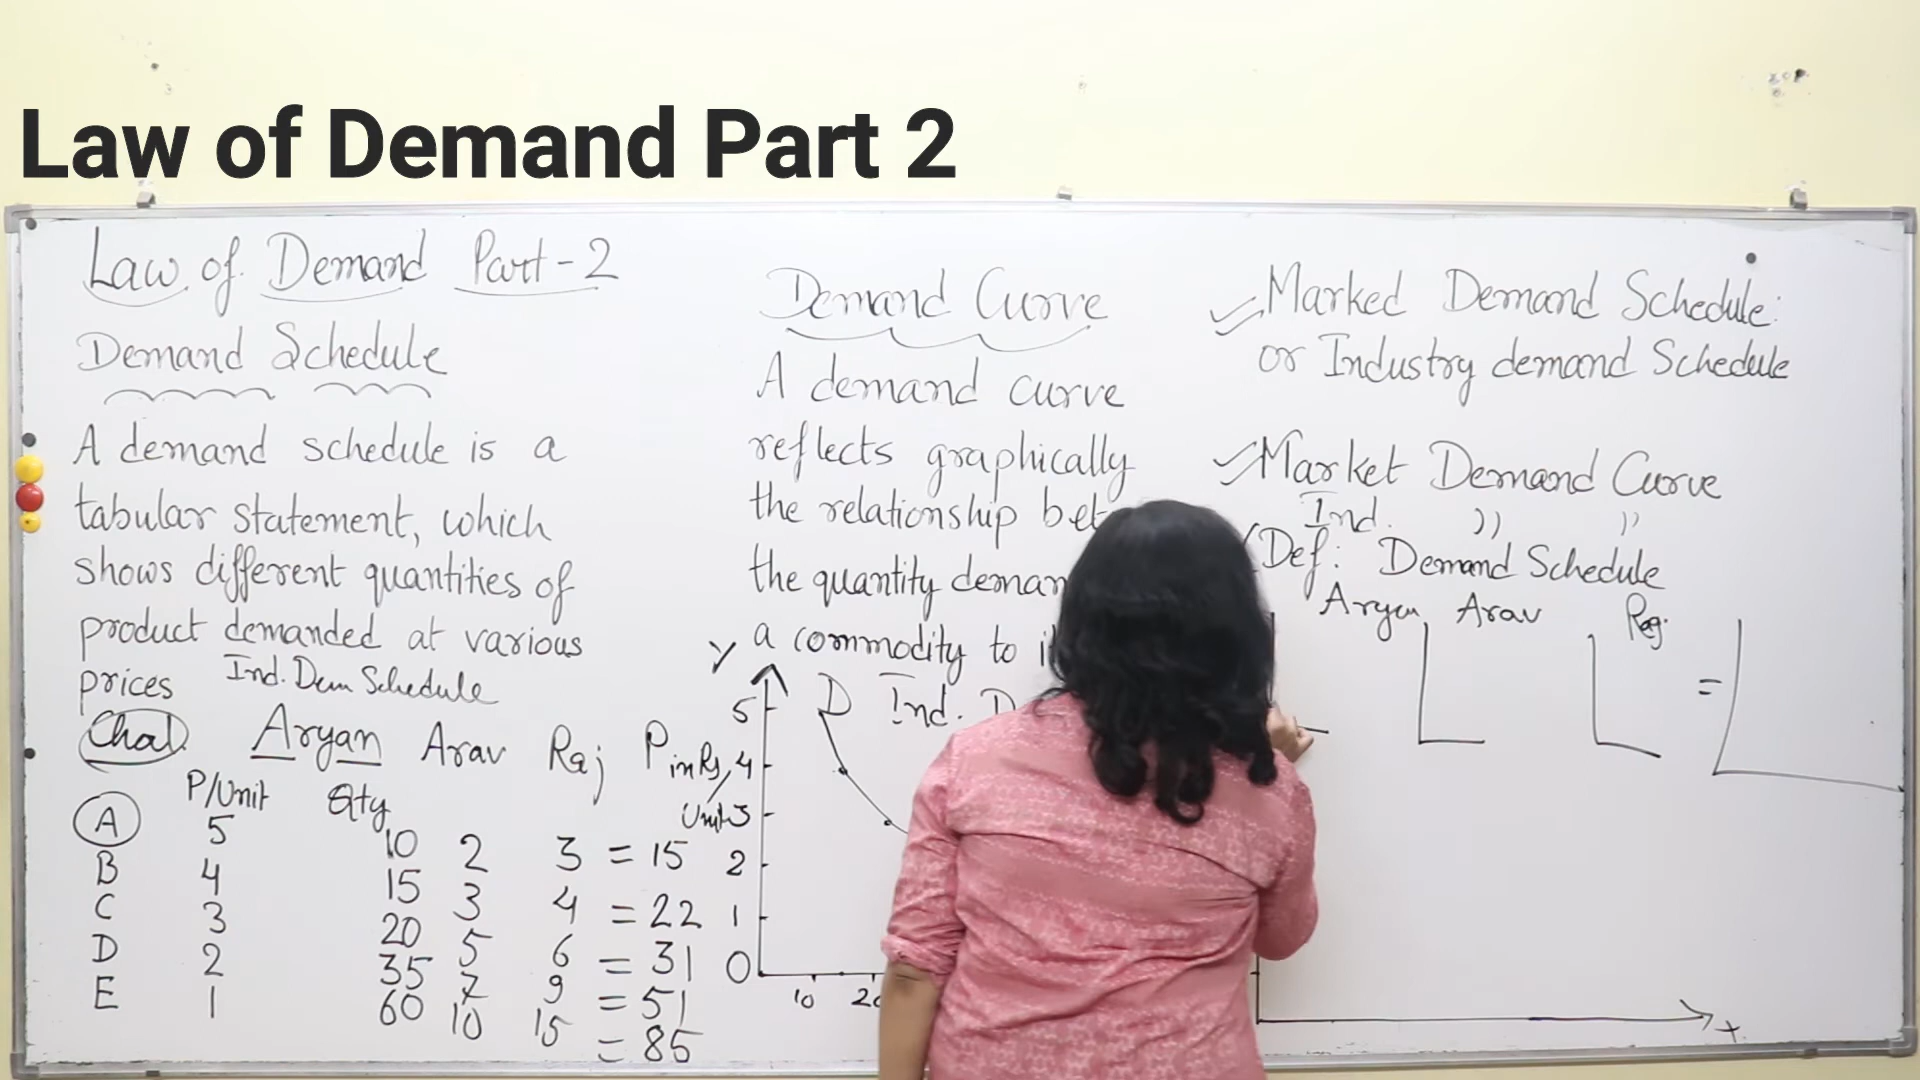 Law of Demand Part 2
Law of Demand Part-2
Demand Schedule
A demand schedule is a
tabular statement, which
shows different quantities of
product demanded at various
prices Ind. Dem Schedule
Aryan Arav Raj
P/Unit Qty
A 5 10 2 3 = 15
B 4 15 3 4 = 22
C 3 20 5 6 = 31
D 2 35 7 9 = 51
E 1 60 10 15 = 85
Demand Curve
A demand curve
reflects graphically
the relationship bet
the quantity deman
a commodity to
Y
D Ind. D
P in Rs/
Unit
5
4
3
2
1
0
10
Marked Demand Schedule:
or Industry demand Schedule
Market Demand Curve
Ind. )) ))
Def: Demand Schedule
Aryan Arav Raj.
=